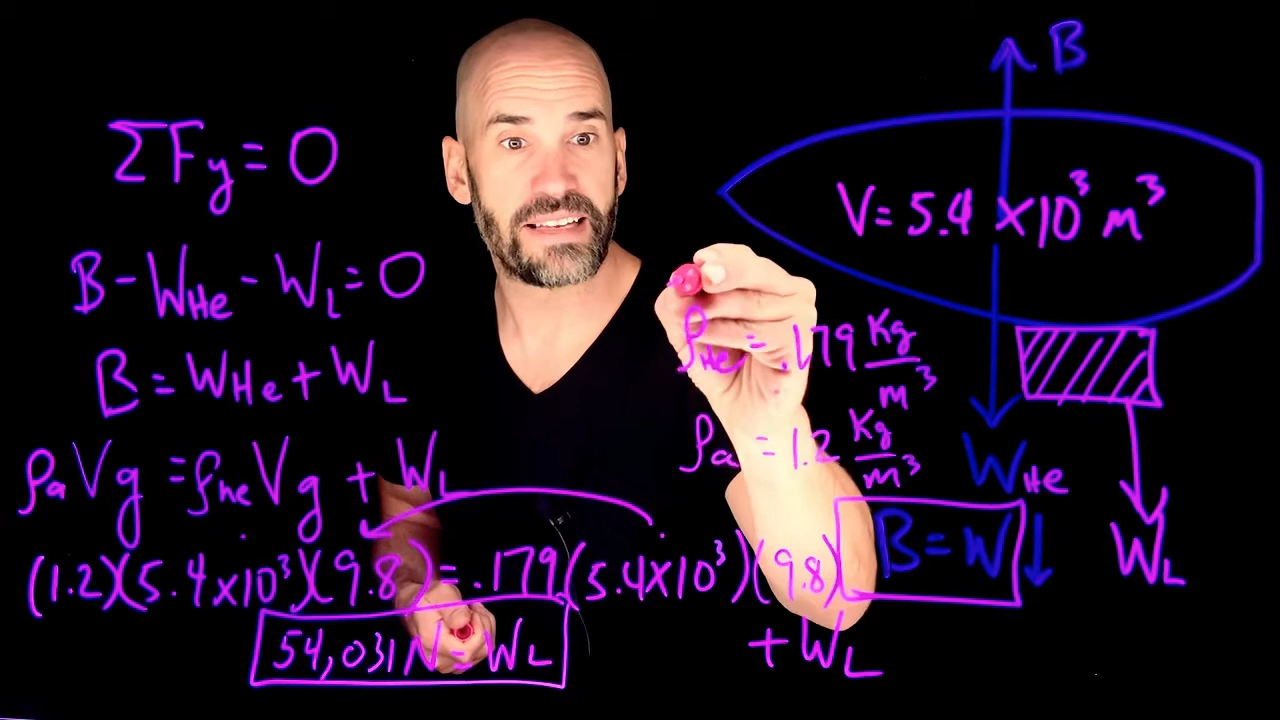 ΣFy = 0
B - WHe - WL = 0
B = WHe + WL
ρaVg = ρHeVg + WL
(1.2)(5.4×10³)(9.8) = .179(5.4×10³)(9.8)
+ WL
54,031 N = WL
B
V = 5.4 ×10³ m³
ρHe = .179 Kg/m³
ρa = 1.2 Kg/m³
WHe
B = W↓
WL